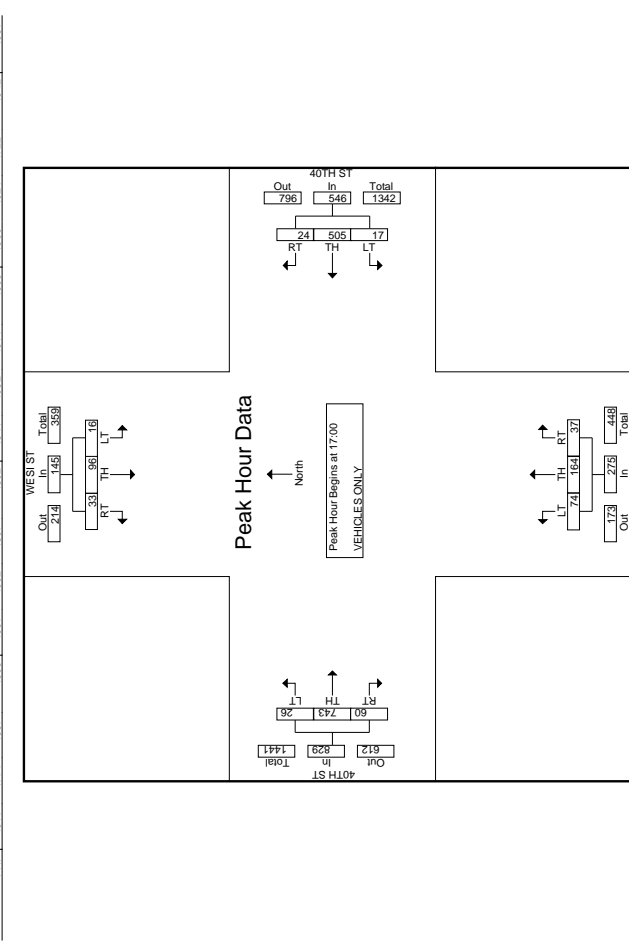 40TH ST
Out In Total
796 546 1342
24 505 17
RT TH LT
WEST ST
Out In Total
214 145 359
33 96 16
RT TH LT
Peak Hour Data
North
Peak Hour Begins at 17:00
VEHICLES ONLY
LT TH RT
74 164 37
173 275 448
Out In Total
40TH ST
Out In Total
612 829 1441
60 743 26
RT TH LT